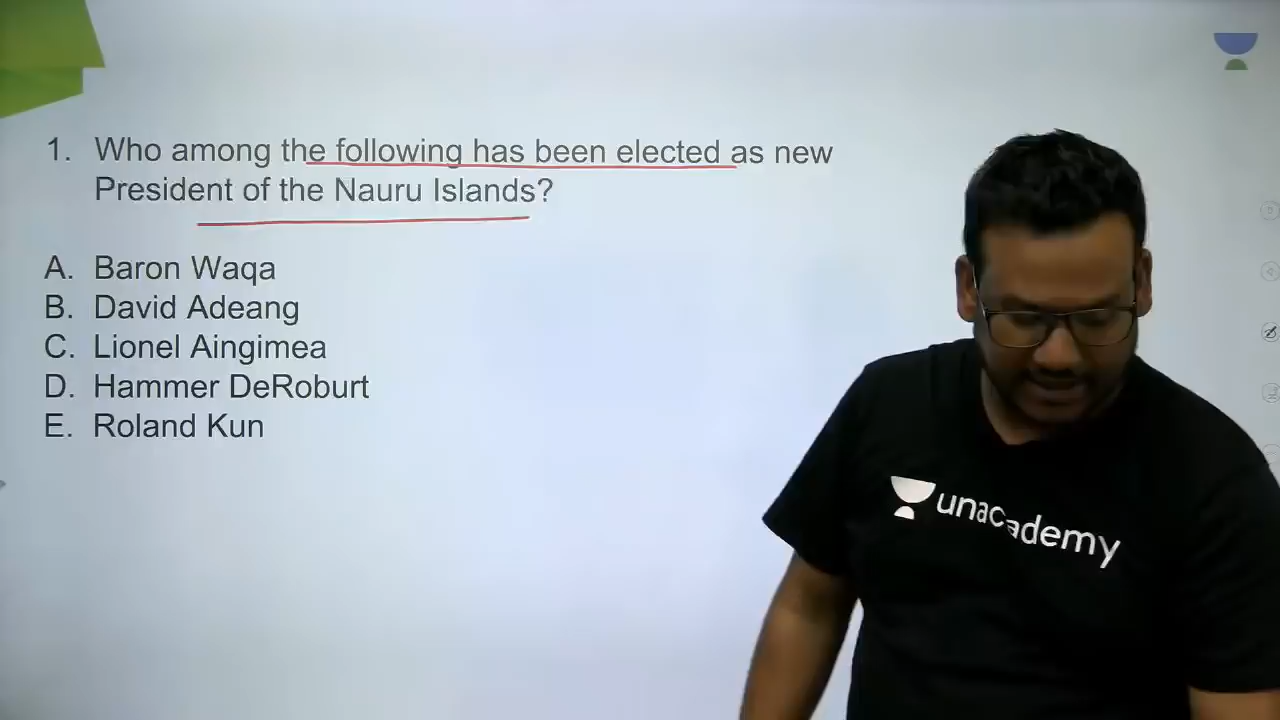 1. Who among the following has been elected as new
President of the Nauru Islands?
A. Baron Waqa
B. David Adeang
C. Lionel Aingimea
D. Hammer DeRoburt
E. Roland Kun
unacademy